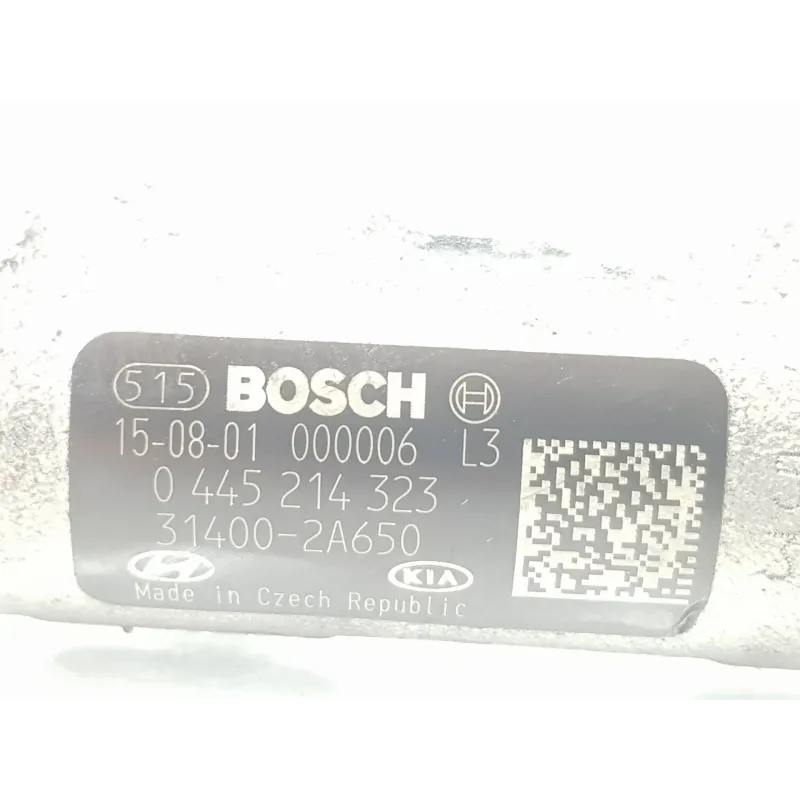 515 BOSCH
15-08-01 000006 L3
0 445 214 323
31400-2A650
KIA
Made in Czech Republic